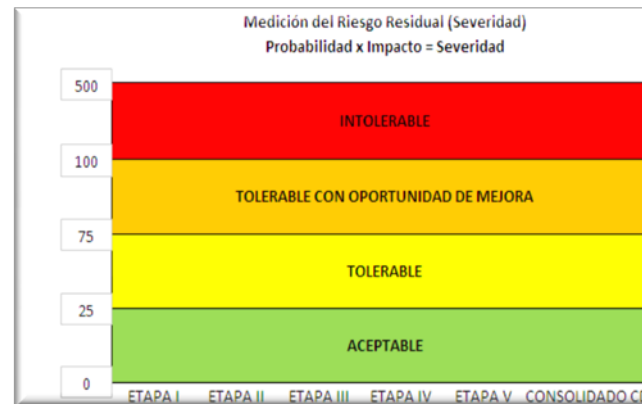 Medición del Riesgo Residual (Severidad)
Probabilidad x Impacto = Severidad
500
INTOLERABLE
100
TOLERABLE CON OPORTUNIDAD DE MEJORA
75
TOLERABLE
25
ACEPTABLE
0
ETAPA I ETAPA II ETAPA III ETAPA IV ETAPA V CONSOLIDADO